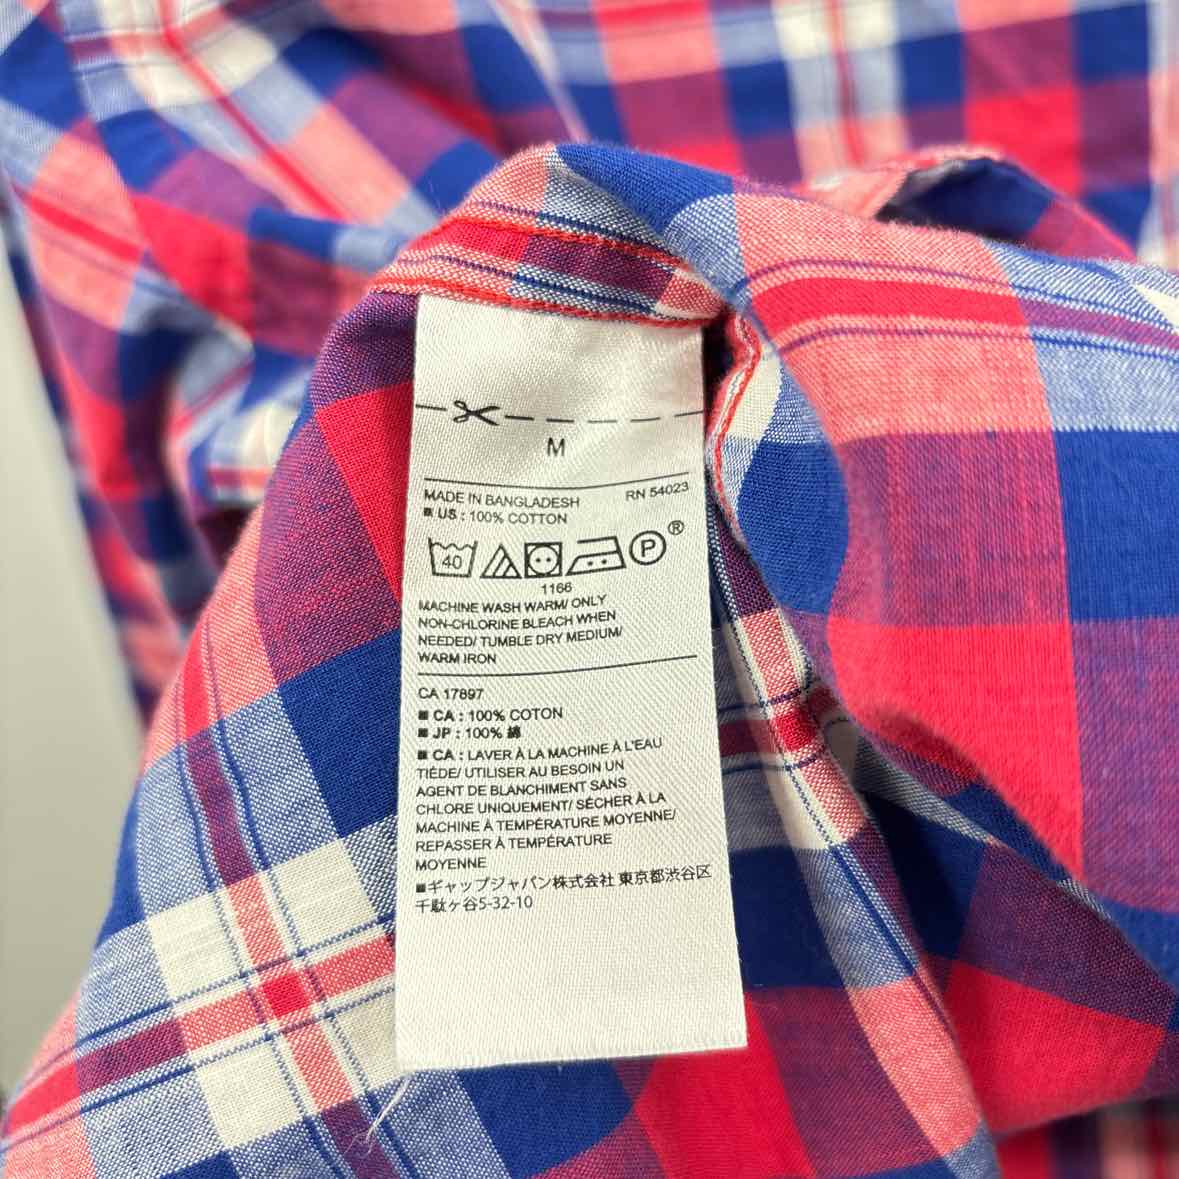 M
MADE IN BANGLADESH RN 54023
■ US : 100% COTTON
40 P ®
1166
MACHINE WASH WARM/ ONLY
NON-CHLORINE BLEACH WHEN
NEEDED/ TUMBLE DRY MEDIUM/
WARM IRON
CA 17897
■ CA : 100% COTON
■ JP : 100% 綿
■ CA : LAVER À LA MACHINE À L'EAU
TIÈDE/ UTILISER AU BESOIN UN
AGENT DE BLANCHIMENT SANS
CHLORE UNIQUEMENT/ SÉCHER À LA
MACHINE À TEMPÉRATURE MOYENNE/
REPASSER À TEMPÉRATURE
MOYENNE
■ギャップジャパン株式会社 東京都渋谷区
千駄ヶ谷5-32-10